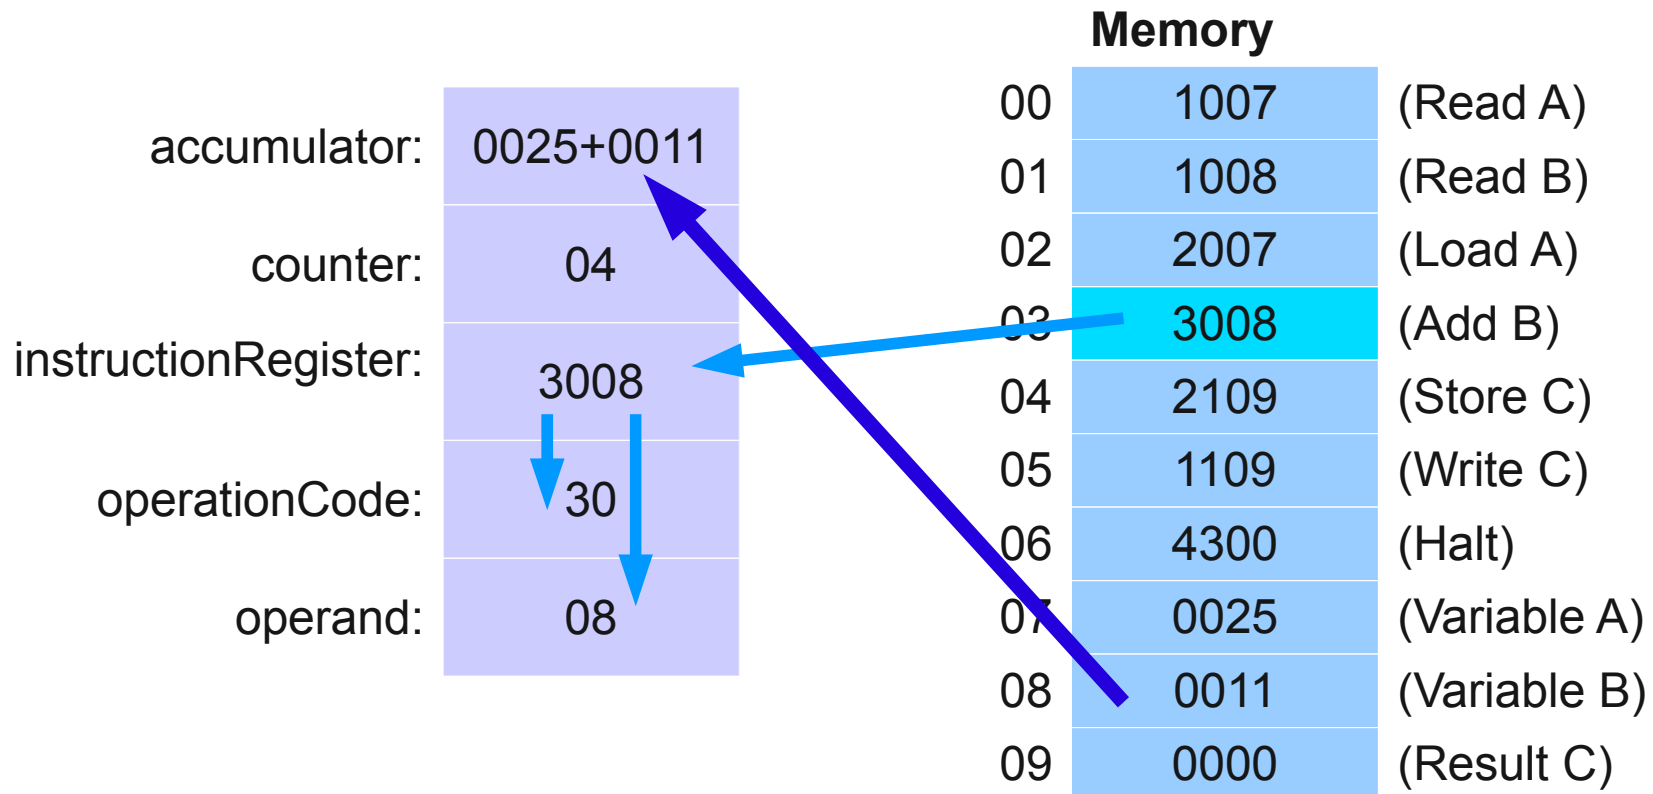 Memory
accumulator: 0025+0011
counter: 04
instructionRegister: 3008
operationCode: 30
operand: 08
00 1007 (Read A)
01 1008 (Read B)
02 2007 (Load A)
03 3008 (Add B)
04 2109 (Store C)
05 1109 (Write C)
06 4300 (Halt)
07 0025 (Variable A)
08 0011 (Variable B)
09 0000 (Result C)